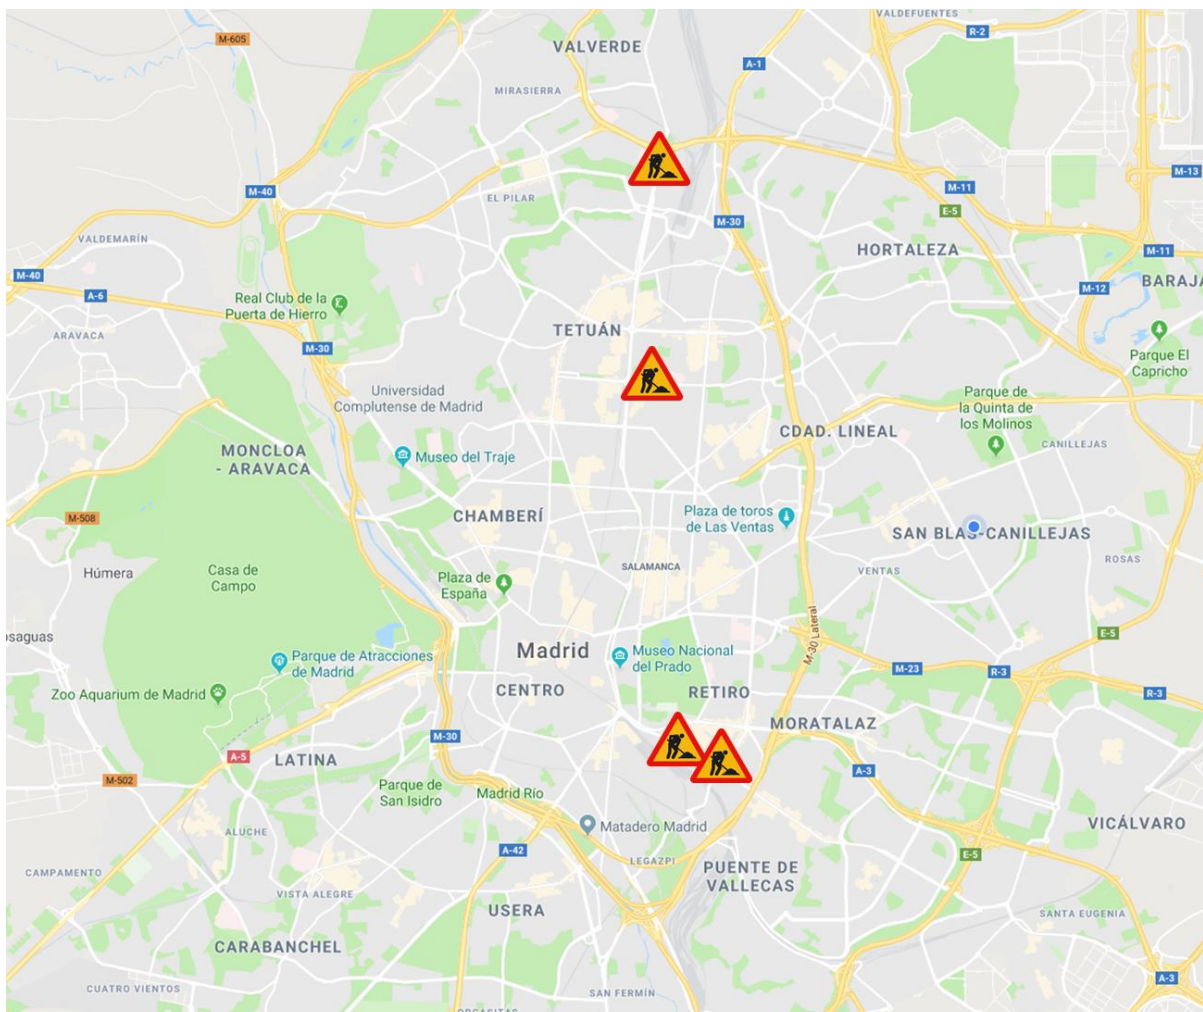 VALDEFUENTES
M-605
R-2
VALVERDE
A-1
MIRASIERRA
M-13
M-40
M-11
EL PILAR
E-5
M-30
VALDEMARÍN
HORTALEZA
M-11
M-40
BARAJA
A-6
M-12
Real Club de la
Puerta de Hierro
TETUÁN
ARAVACA
M-30
Parque El
Capricho
Universidad
Complutense de Madrid
Parque de
la Quinta de
los Molinos
CDAD. LINEAL
CANILLEJAS
MONCLOA
- ARAVACA
Museo del Traje
Plaza de toros
de Las Ventas
CHAMBERÍ
M-508
SAN BLAS-CANILLEJAS
ROSAS
Húmera
Casa de
Campo
Plaza de
España
SALAMANCA
VENTAS
M-30 Lateral
osaguas
E-5
Madrid
Museo Nacional
del Prado
Parque de Atracciones
de Madrid
M-23
R-3
R-3
Zoo Aquarium de Madrid
CENTRO
RETIRO
MORATALAZ
M-30
A-5
LATINA
M-502
A-3
Parque de
San Isidro
Madrid Río
Matadero Madrid
VICÁLVARO
ALUCHE
A-42
LEGAZPI
E-5
PUENTE DE
VALLECAS
CAMPAMENTO
VISTA ALEGRE
USERA
SANTA EUGENIA
CARABANCHEL
A-3
CUATRO VIENTOS
SAN FERMÍN
ORCASITAS